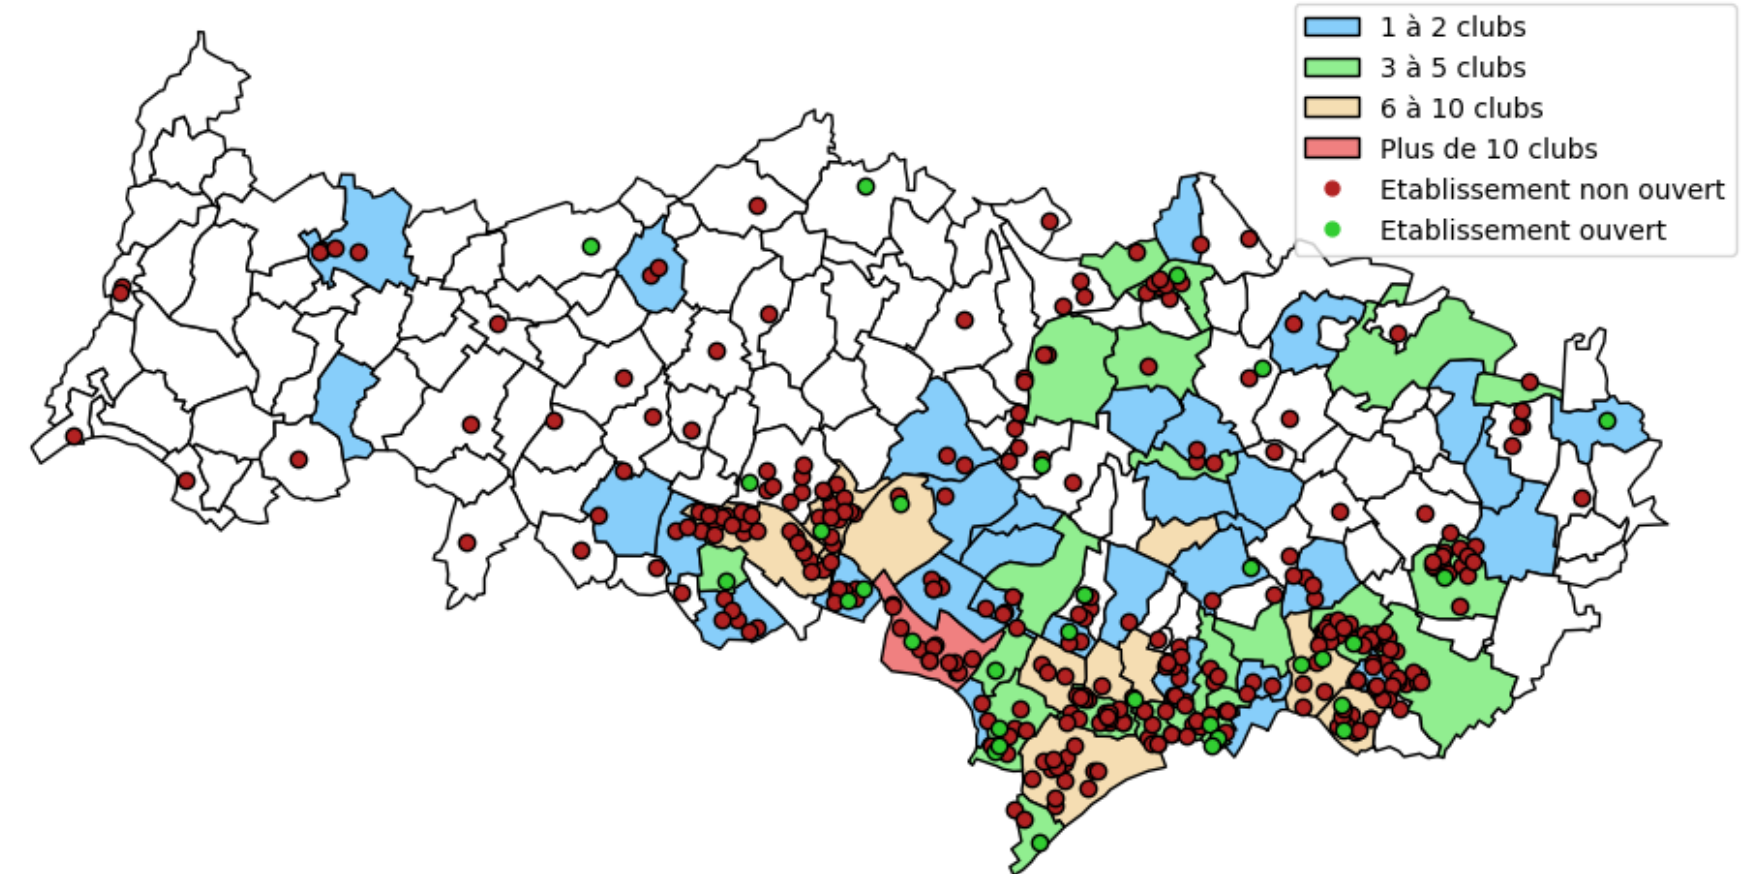 1 à 2 clubs
3 à 5 clubs
6 à 10 clubs
Plus de 10 clubs
Etablissement non ouvert
Etablissement ouvert